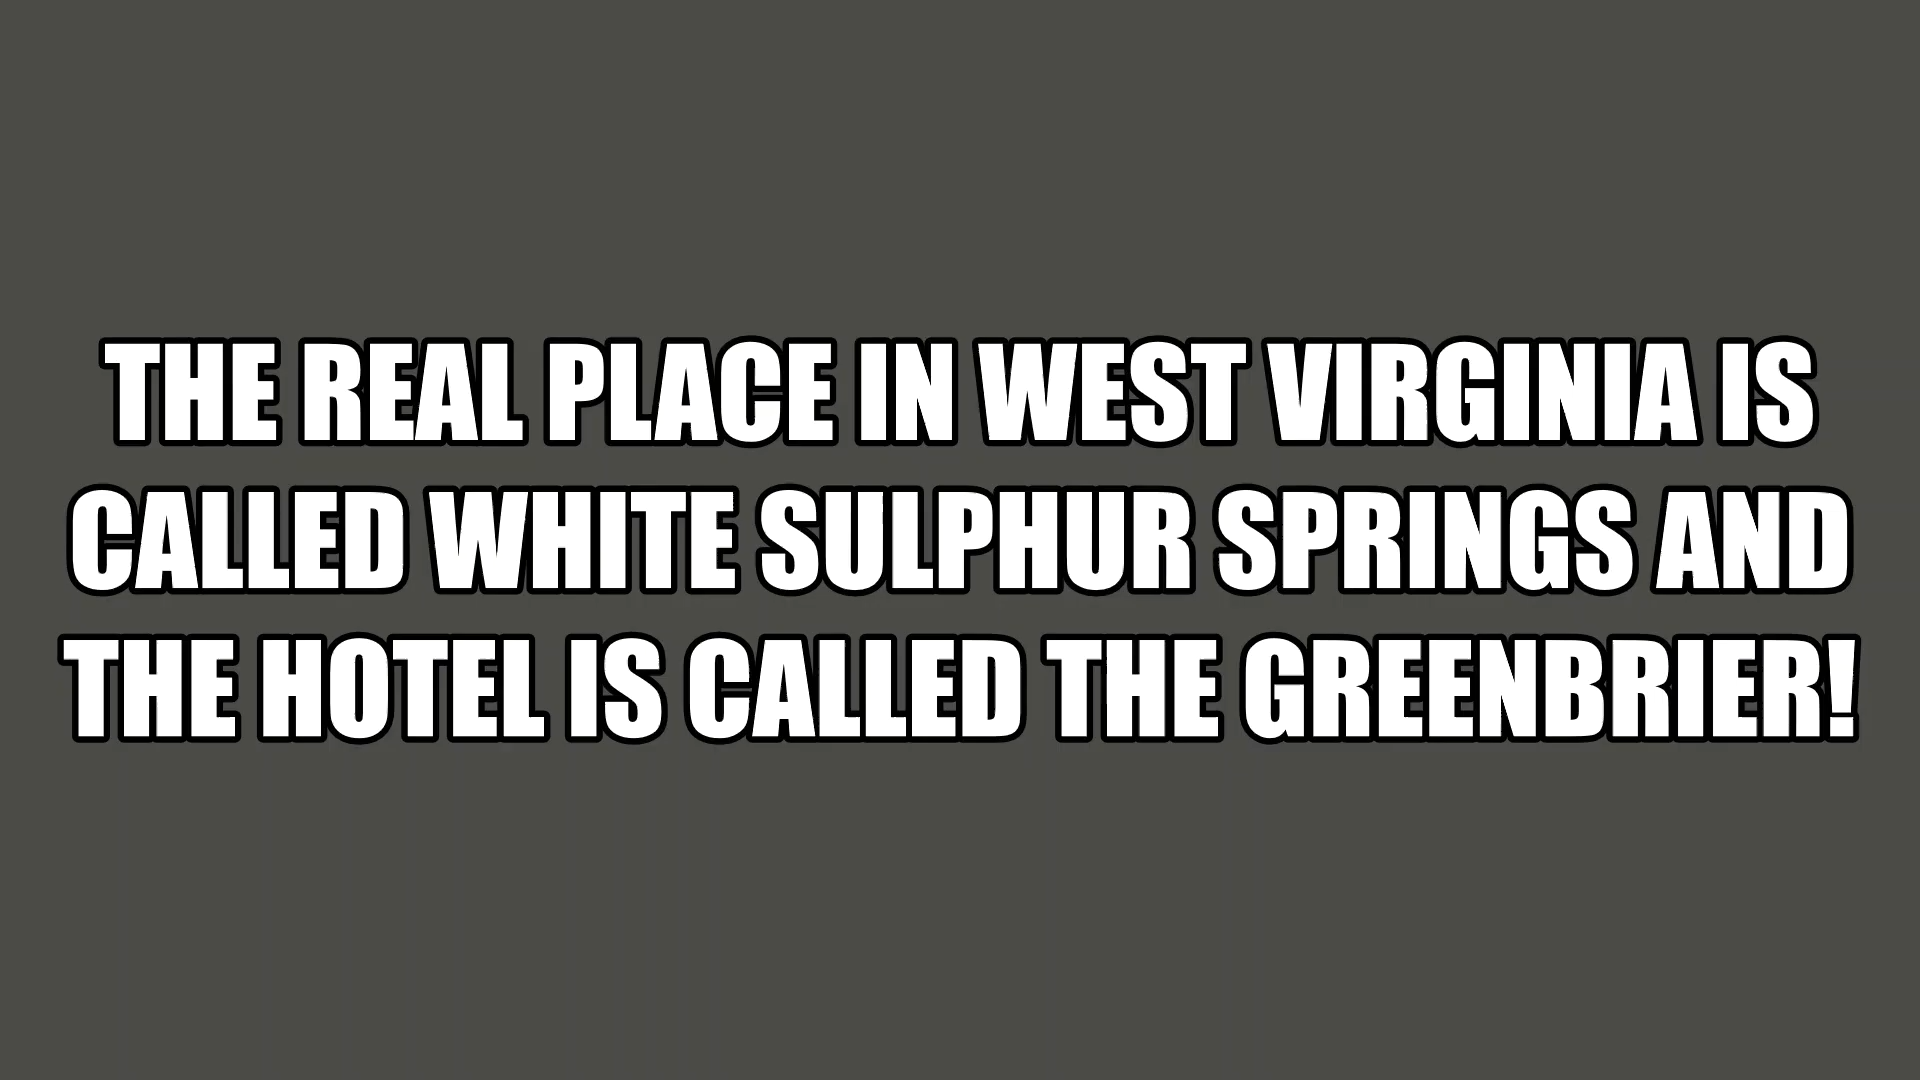 THE REAL PLACE IN WEST VIRGINIA IS
CALLED WHITE SULPHUR SPRINGS AND
THE HOTEL IS CALLED THE GREENBRIER!